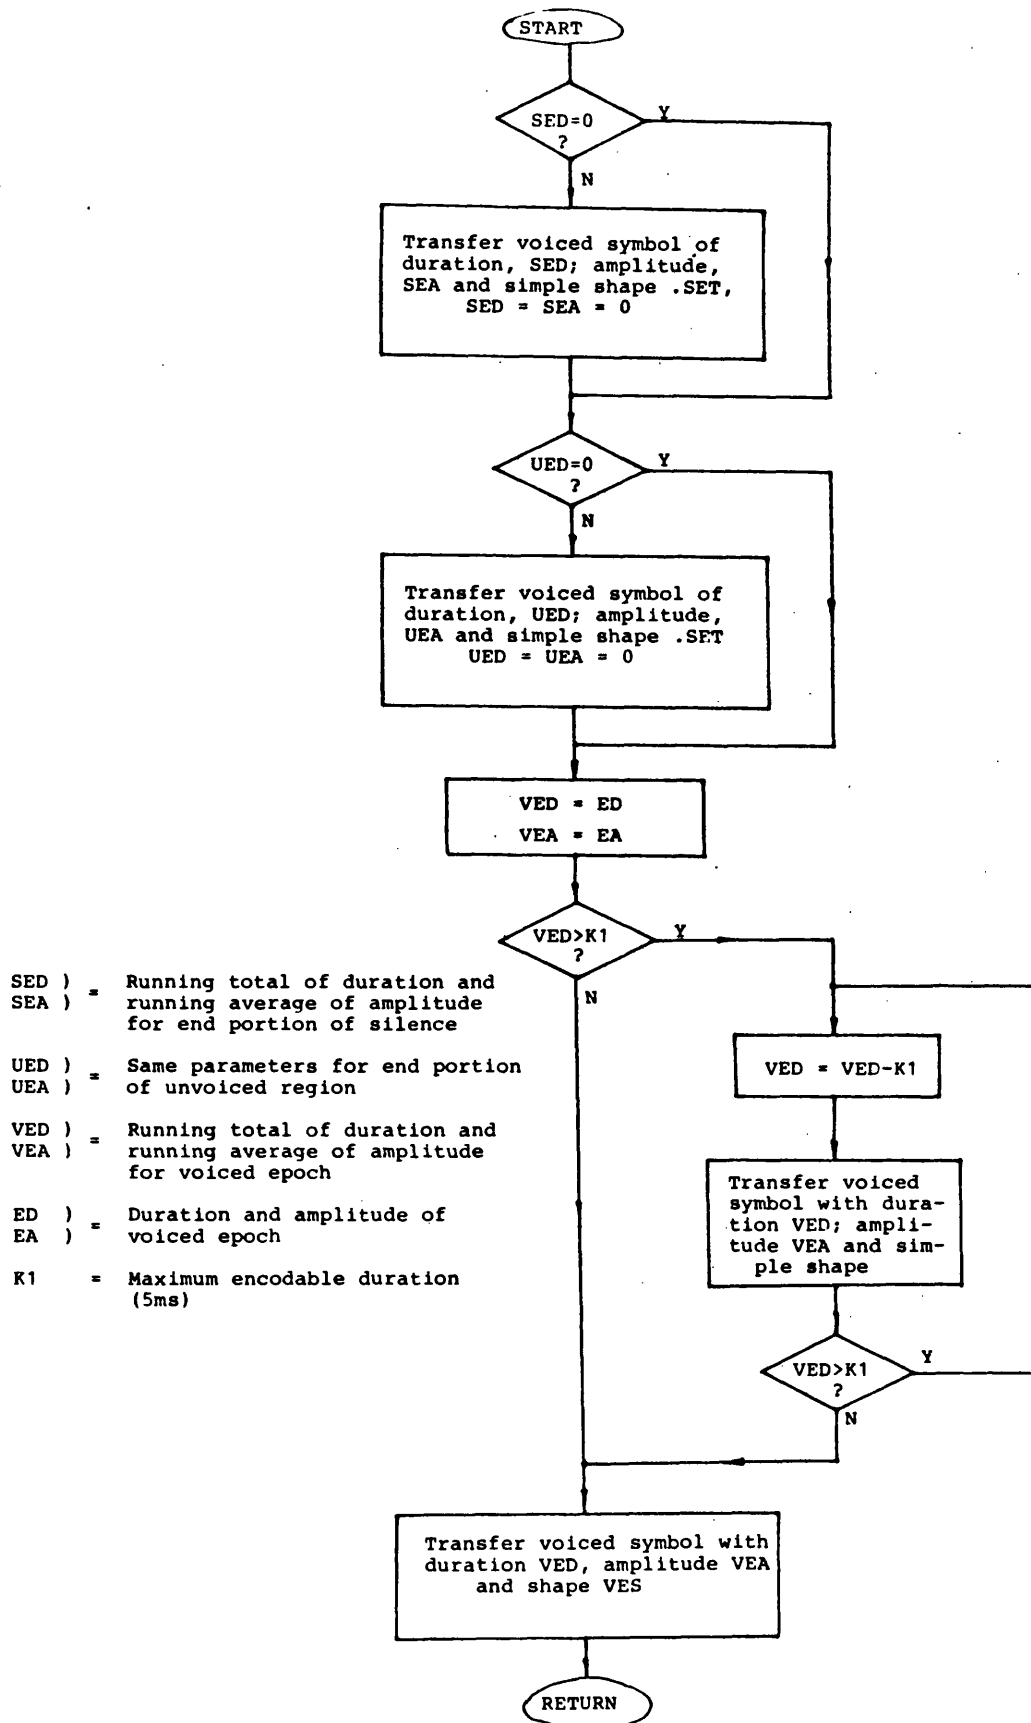 START
SED=0
?
Y
N
Transfer voiced symbol of
duration, SED; amplitude,
SEA and simple shape .SET,
SED = SEA = 0
UED=0
?
Y
N
Transfer voiced symbol of
duration, UED; amplitude,
UEA and simple shape .SET
UED = UEA = 0
VED = ED
VEA = EA
VED>K1
?
Y
N
VED = VED-K1
Transfer voiced
symbol with dura-
tion VED; ampli-
tude VEA and sim-
ple shape
VED>K1
?
Y
N
Transfer voiced symbol with
duration VED, amplitude VEA
and shape VES
RETURN
SED ) = Running total of duration and
SEA ) running average of amplitude
for end portion of silence
UED ) = Same parameters for end portion
UEA ) of unvoiced region
VED ) = Running total of duration and
VEA ) running average of amplitude
for voiced epoch
ED ) = Duration and amplitude of
EA ) voiced epoch
K1 = Maximum encodable duration
(5ms)